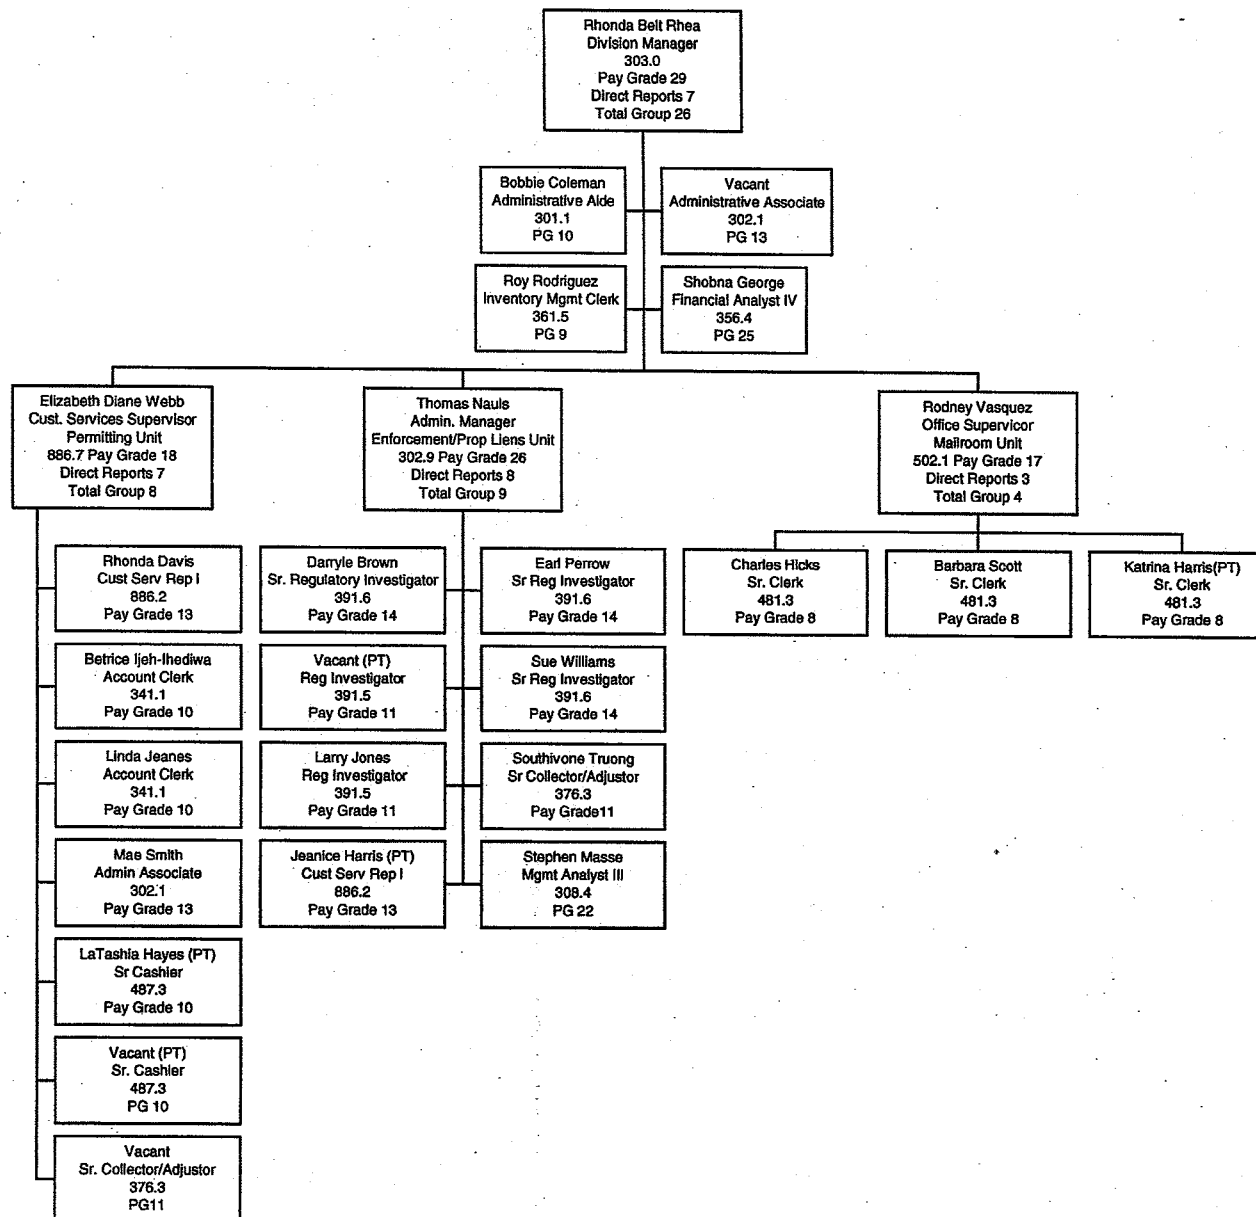 Rhonda Belt Rhea
Division Manager
303.0
Pay Grade 29
Direct Reports 7
Total Group 26
Bobbie Coleman
Administrative Aide
301.1
PG 10
Vacant
Administrative Associate
302.1
PG 13
Roy Rodriguez
Inventory Mgmt Clerk
361.5
PG 9
Shobna George
Financial Analyst IV
356.4
PG 25
Elizabeth Diane Webb
Cust. Services Supervisor
Permitting Unit
886.7 Pay Grade 18
Direct Reports 7
Total Group 8
Thomas Nauls
Admin. Manager
Enforcement/Prop Liens Unit
302.9 Pay Grade 26
Direct Reports 8
Total Group 9
Rodney Vasquez
Office Supervicor
Mailroom Unit
502.1 Pay Grade 17
Direct Reports 3
Total Group 4
Rhonda Davis
Cust Serv Rep I
886.2
Pay Grade 13
Betrice Ijeh-Ihediwa
Account Clerk
341.1
Pay Grade 10
Linda Jeanes
Account Clerk
341.1
Pay Grade 10
Mae Smith
Admin Associate
302.1
Pay Grade 13
LaTashia Hayes (PT)
Sr Cashier
487.3
Pay Grade 10
Vacant (PT)
Sr. Cashier
487.3
PG 10
Vacant
Sr. Collector/Adjustor
376.3
PG11
Darryle Brown
Sr. Regulatory Investigator
391.6
Pay Grade 14
Earl Perrow
Sr Reg Investigator
391.6
Pay Grade 14
Vacant (PT)
Reg Investigator
391.5
Pay Grade 11
Sue Williams
Sr Reg Investigator
391.6
Pay Grade 14
Larry Jones
Reg Investigator
391.5
Pay Grade 11
Southivone Truong
Sr Collector/Adjustor
376.3
Pay Grade11
Jeanice Harris (PT)
Cust Serv Rep I
886.2
Pay Grade 13
Stephen Masse
Mgmt Analyst III
308.4
PG 22
Charles Hicks
Sr. Clerk
481.3
Pay Grade 8
Barbara Scott
Sr. Clerk
481.3
Pay Grade 8
Katrina Harris(PT)
Sr. Clerk
481.3
Pay Grade 8